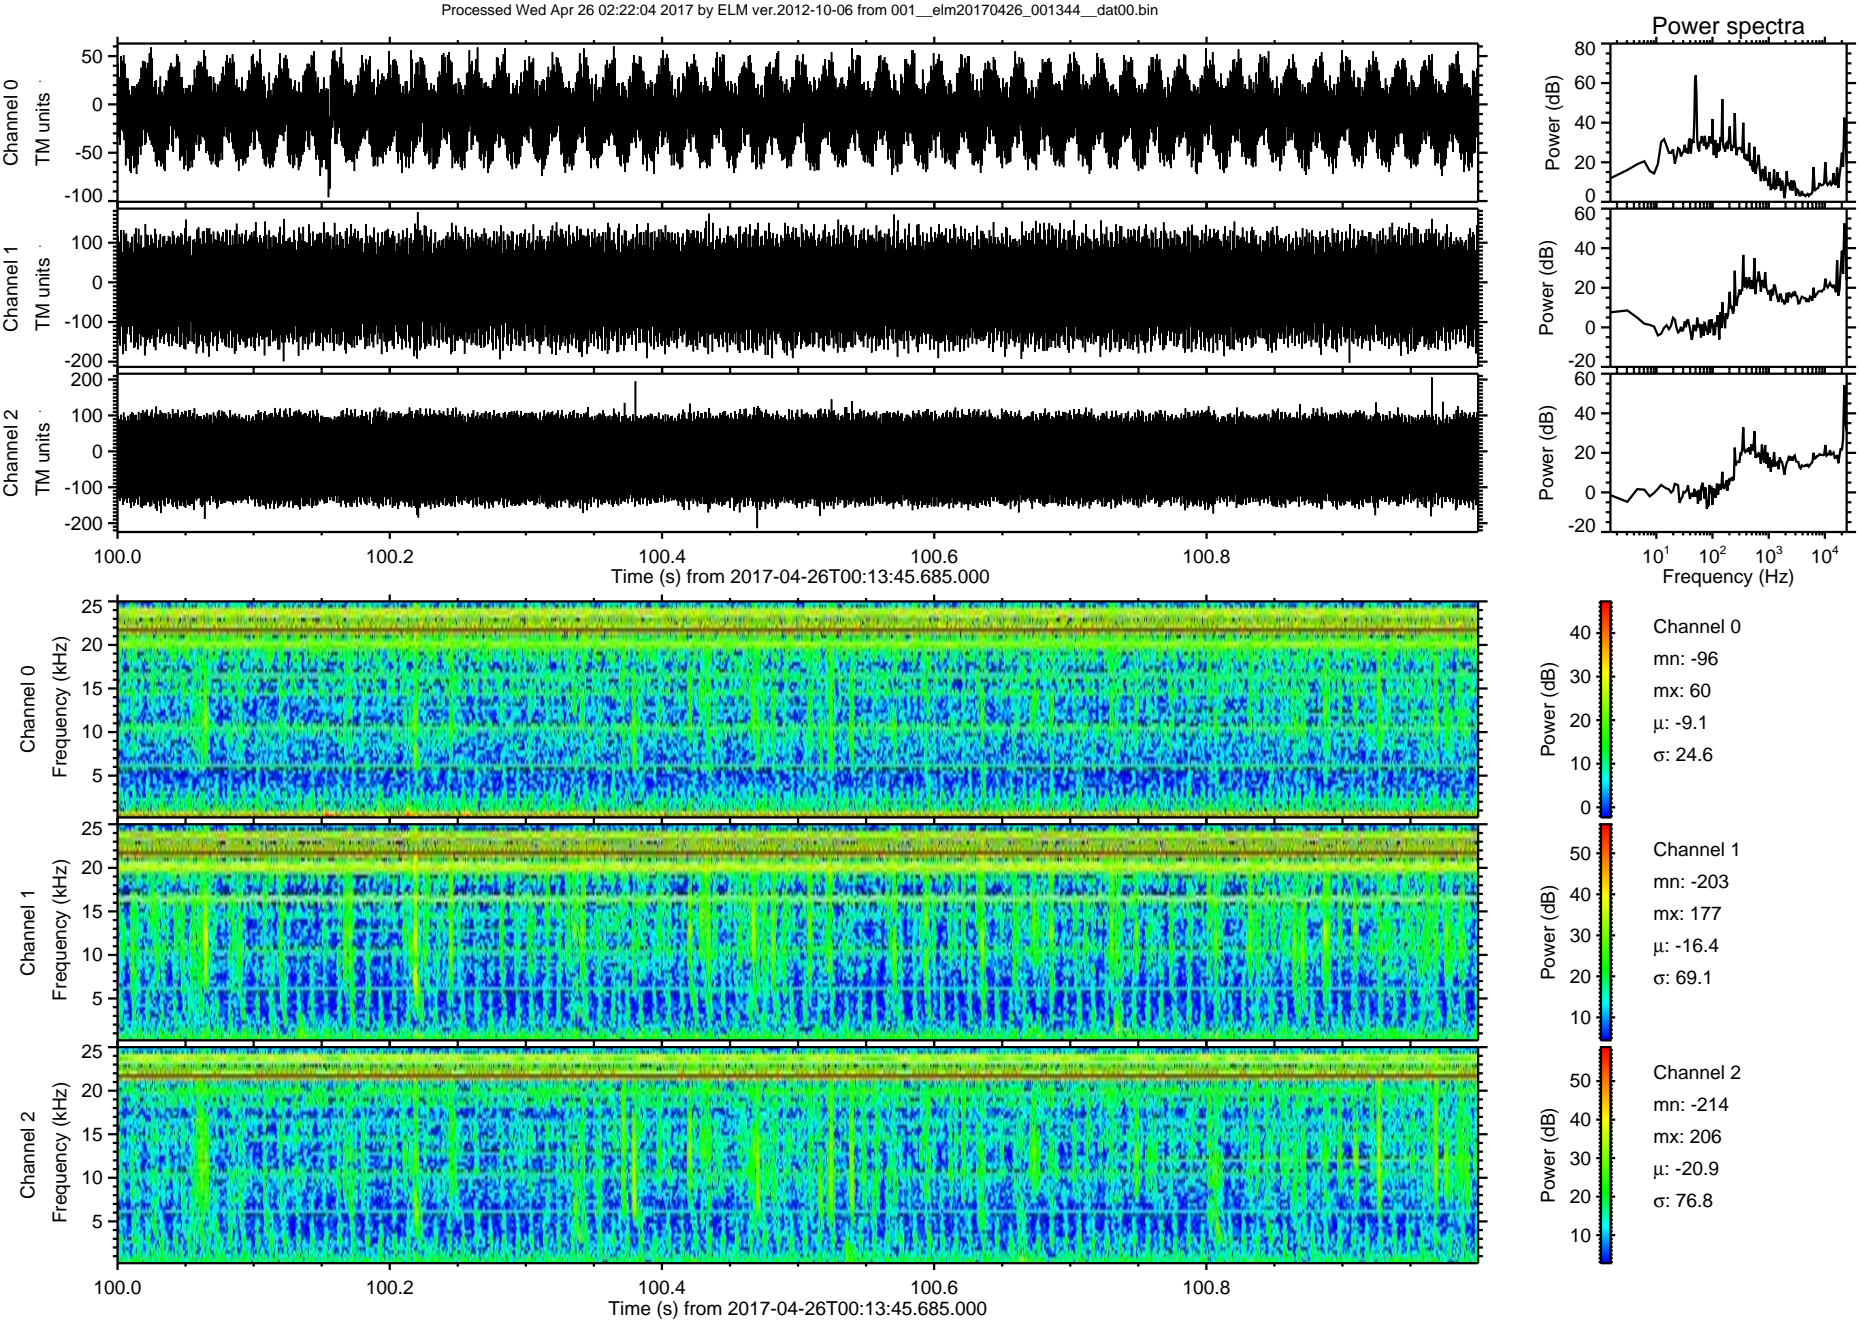 Processed Wed Apr 26 02:22:04 2017 by ELM ver.2012-10-06 from 001__elm20170426_001344__dat00.bin
Power spectra
Channel 0
TM units
50
0
-50
-100
Power (dB)
80
60
40
20
0
Channel 1
TM units
100
0
-100
-200
Power (dB)
60
40
20
0
-20
Channel 2
TM units
200
100
0
-100
-200
Power (dB)
60
40
20
0
-20
100.0 100.2 100.4 100.6 100.8
Time (s) from 2017-04-26T00:13:45.685.000
10^1 10^2 10^3 10^4
Frequency (Hz)
Channel 0
Frequency (kHz)
25
20
15
10
5
Power (dB)
40
30
20
10
0
Channel 0
mn: -96
mx: 60
µ: -9.1
σ: 24.6
Channel 1
Frequency (kHz)
25
20
15
10
5
Power (dB)
50
40
30
20
10
Channel 1
mn: -203
mx: 177
µ: -16.4
σ: 69.1
Channel 2
Frequency (kHz)
25
20
15
10
5
Power (dB)
50
40
30
20
10
Channel 2
mn: -214
mx: 206
µ: -20.9
σ: 76.8
100.0 100.2 100.4 100.6 100.8
Time (s) from 2017-04-26T00:13:45.685.000